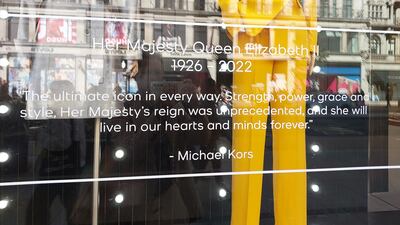 Her Majesty Queen Elizabeth II
1926 - 2022
"The ultimate icon in every way. Strength, power, grace and
style, Her Majesty's reign was unprecedented, and she will
live in our hearts and minds forever."
- Michael Kors